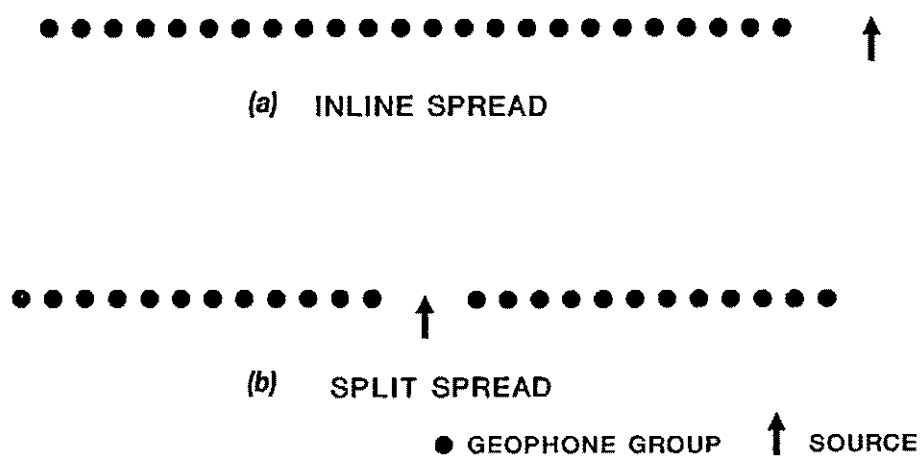 (a) INLINE SPREAD
(b) SPLIT SPREAD
GEOPHONE GROUP SOURCE